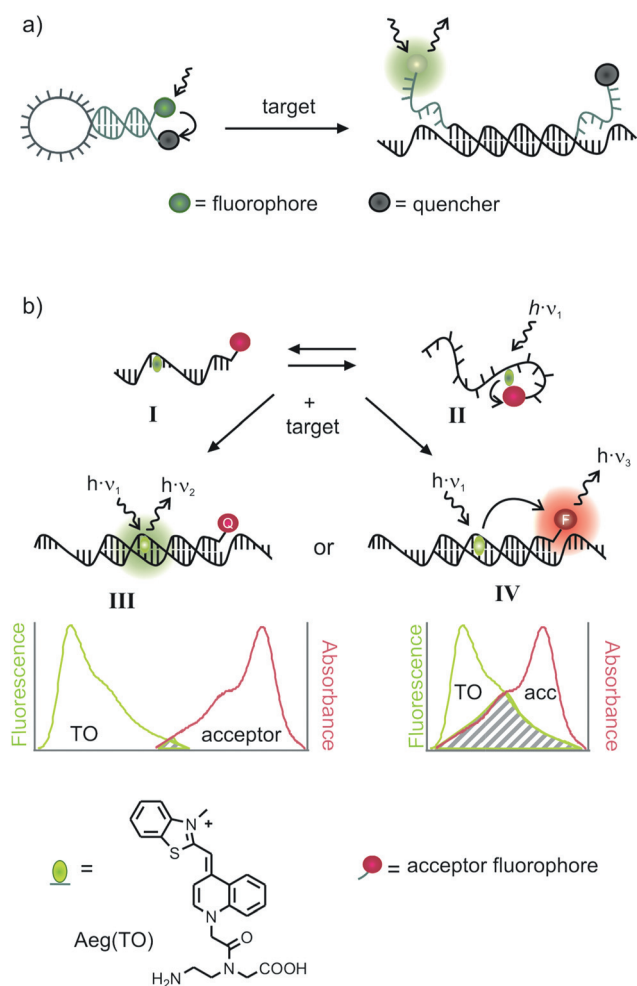 a)
target
= fluorophore
= quencher
b)
h·ν₁
I
II
+
target
h·ν₁
h·ν₂
h·ν₁
h·ν₃
Q
F
or
III
IV
Fluorescence
TO
acceptor
Absorbance
Fluorescence
TO
acc
Absorbance
N
+
S
=
= acceptor fluorophore
N
Aeg(TO)
O
H₂N
N
COOH